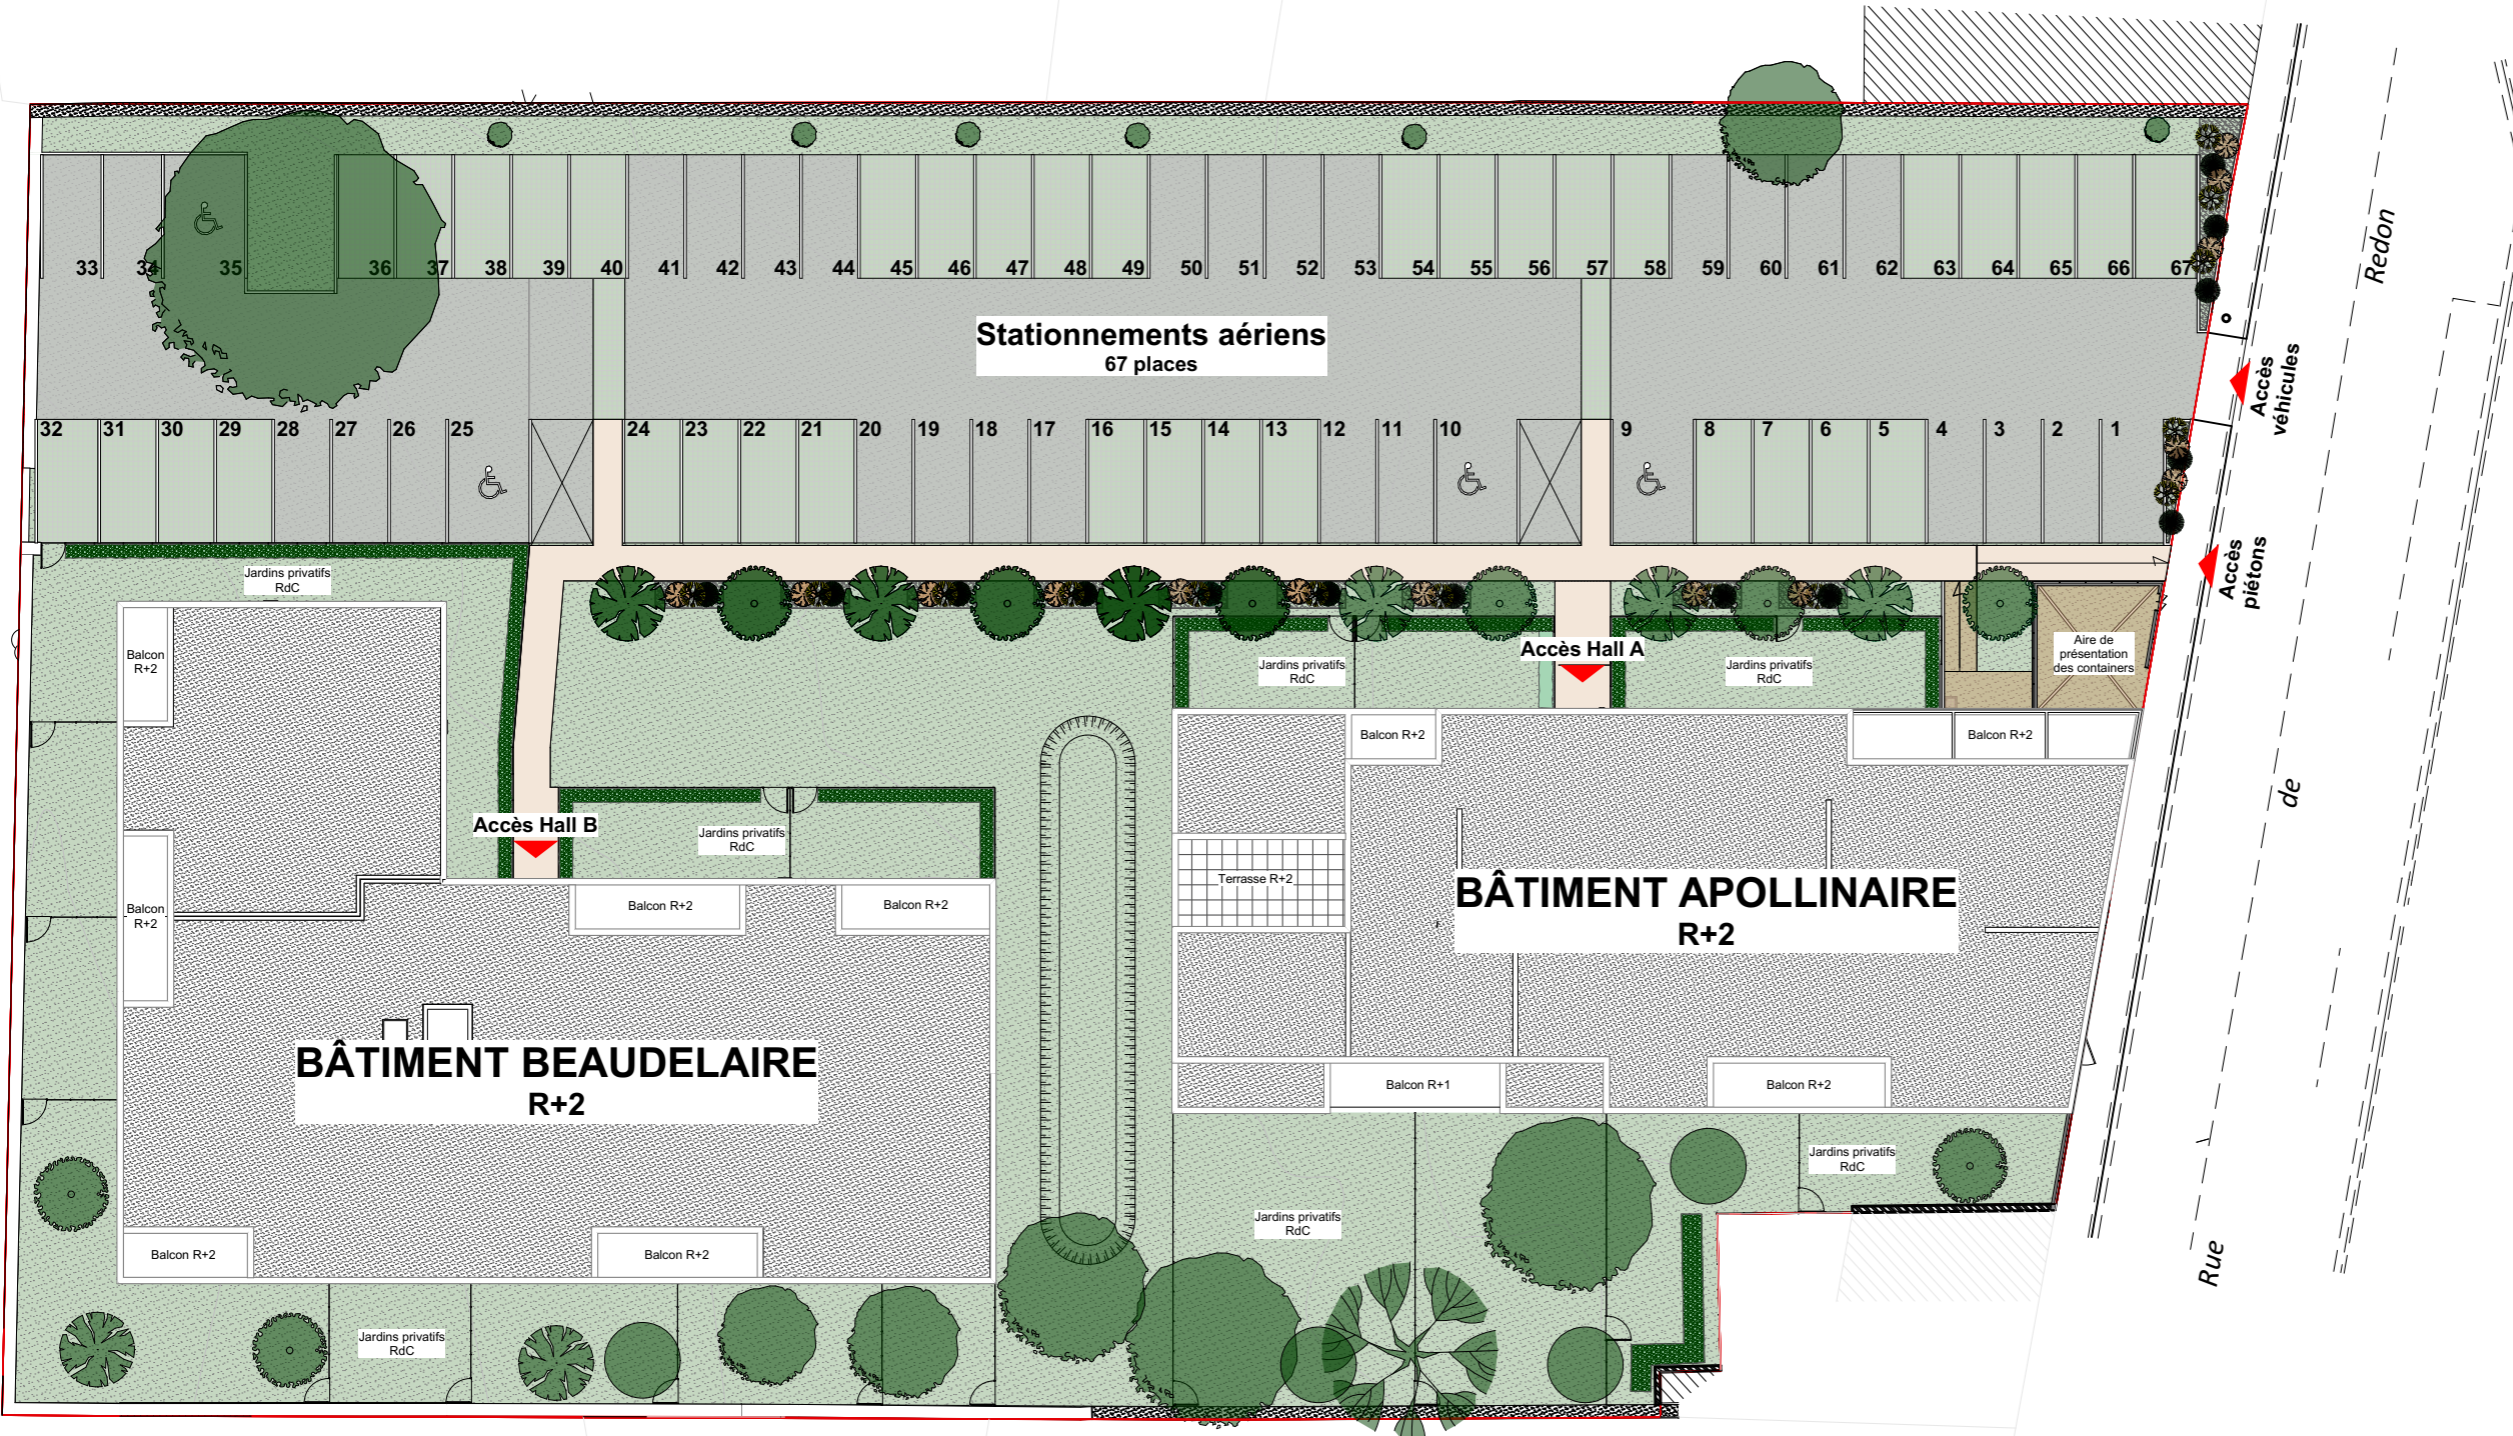 33 34 35 36 37 38 39 40 41 42 43 44 45 46 47 48 49 50 51 52 53 54 55 56 57 58 59 60 61 62 63 64 65 66 67
Redon
Stationnements aériens
67 places
Accès
véhicules
32 31 30 29 28 27 26 25 24 23 22 21 20 19 18 17 16 15 14 13 12 11 10 9 8 7 6 5 4 3 2 1
Accès
piétons
Jardins privatifs
RdC
Balcon
R+2
Accès Hall A
Jardins privatifs
RdC
Jardins privatifs
RdC
Aire de
présentation
des containers
Balcon R+2
Balcon R+2
de
Accès Hall B
Jardins privatifs
RdC
Terrasse R+2
Balcon
R+2
Balcon R+2
Balcon R+2
BÂTIMENT APOLLINAIRE
R+2
BÂTIMENT BEAUDELAIRE
R+2
Balcon R+1
Balcon R+2
Jardins privatifs
RdC
Jardins privatifs
RdC
Balcon R+2
Balcon R+2
Rue
Jardins privatifs
RdC